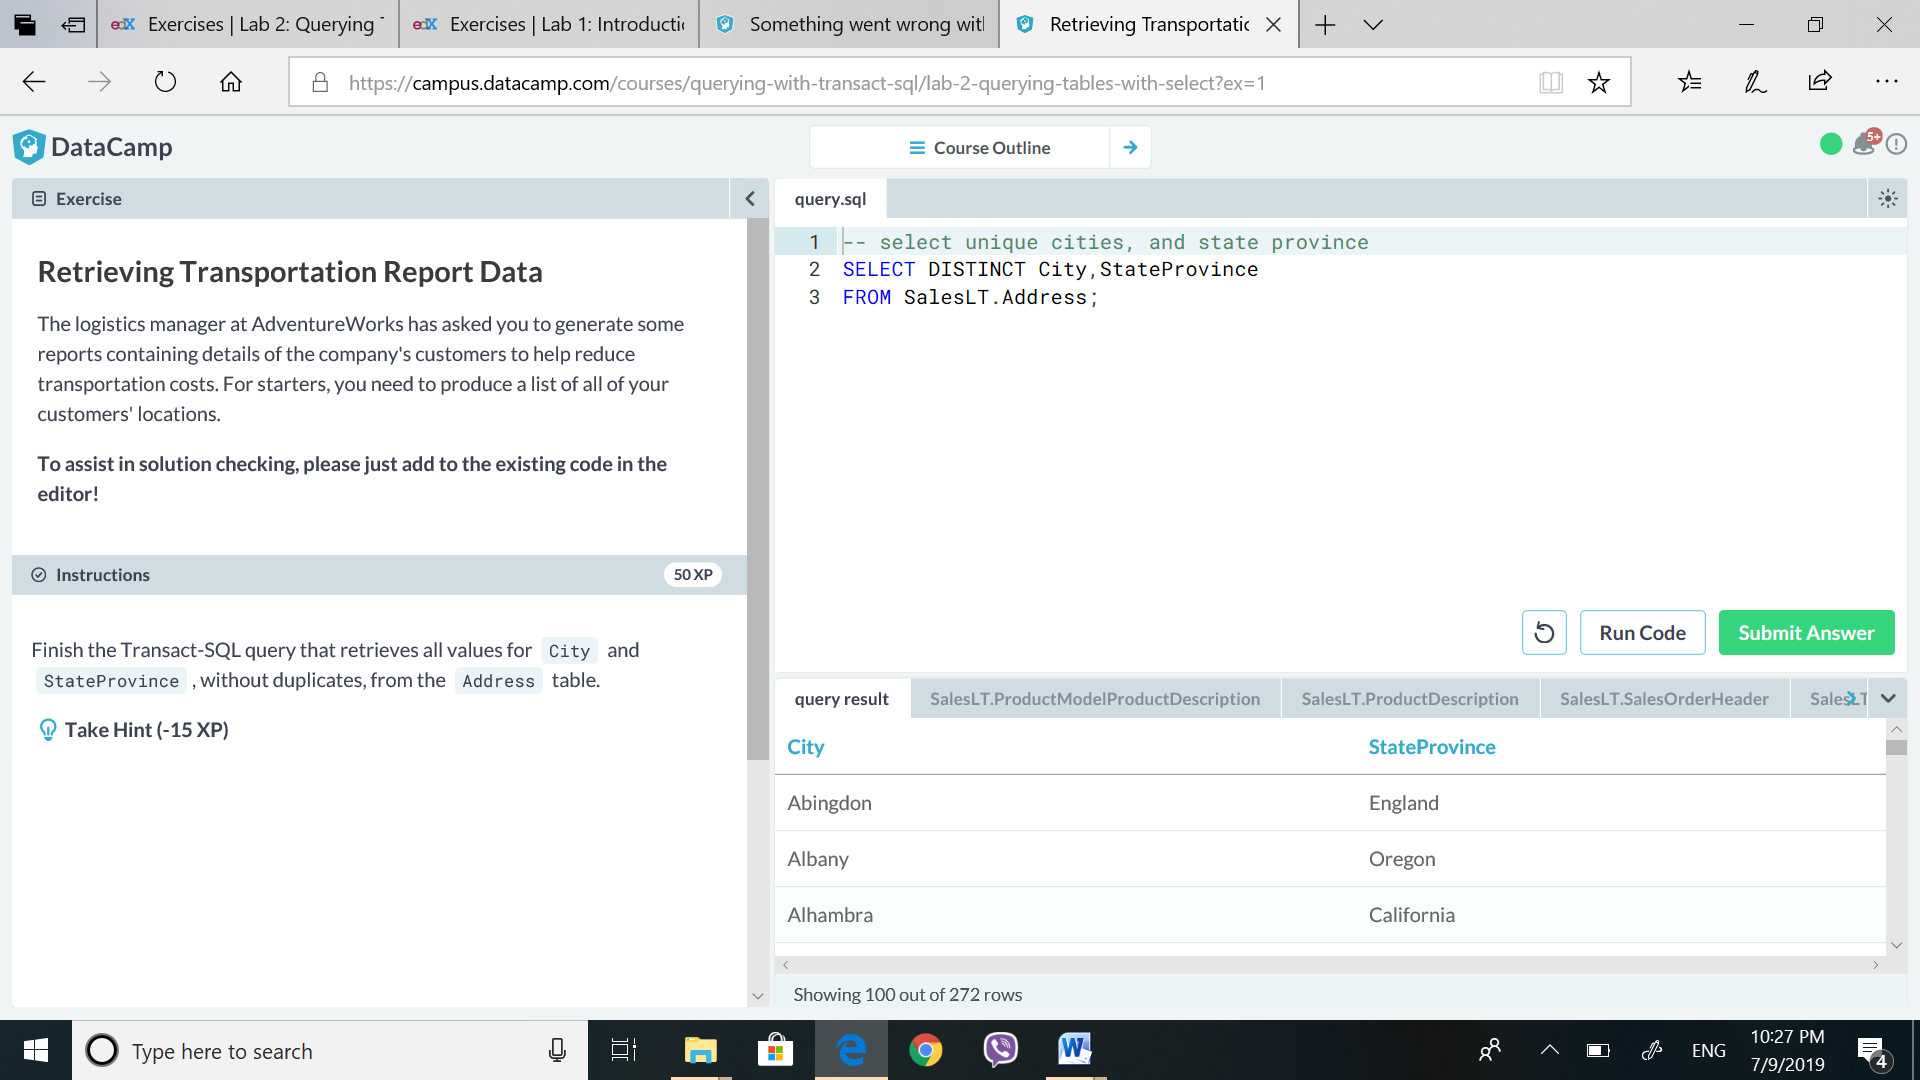 Exercises | Lab 2: Querying
Exercises | Lab 1: Introducti
Something went wrong wit
Retrieving Transportatic
https://campus.datacamp.com/courses/querying-with-transact-sql/lab-2-querying-tables-with-select?ex=1
DataCamp
Course Outline
5+
Exercise
Retrieving Transportation Report Data
The logistics manager at AdventureWorks has asked you to generate some
reports containing details of the company's customers to help reduce
transportation costs. For starters, you need to produce a list of all of your
customers' locations.
To assist in solution checking, please just add to the existing code in the
editor!
Instructions
50 XP
Finish the Transact-SQL query that retrieves all values for City and
StateProvince , without duplicates, from the Address table.
Take Hint (-15 XP)
query.sql
1 -- select unique cities, and state province
2 SELECT DISTINCT City,StateProvince
3 FROM SalesLT.Address;
Run Code
Submit Answer
query result
SalesLT.ProductModelProductDescription
SalesLT.ProductDescription
SalesLT.SalesOrderHeader
SalesLT
City StateProvince
Abingdon England
Albany Oregon
Alhambra California
Showing 100 out of 272 rows
Type here to search
ENG
10:27 PM
7/9/2019
4